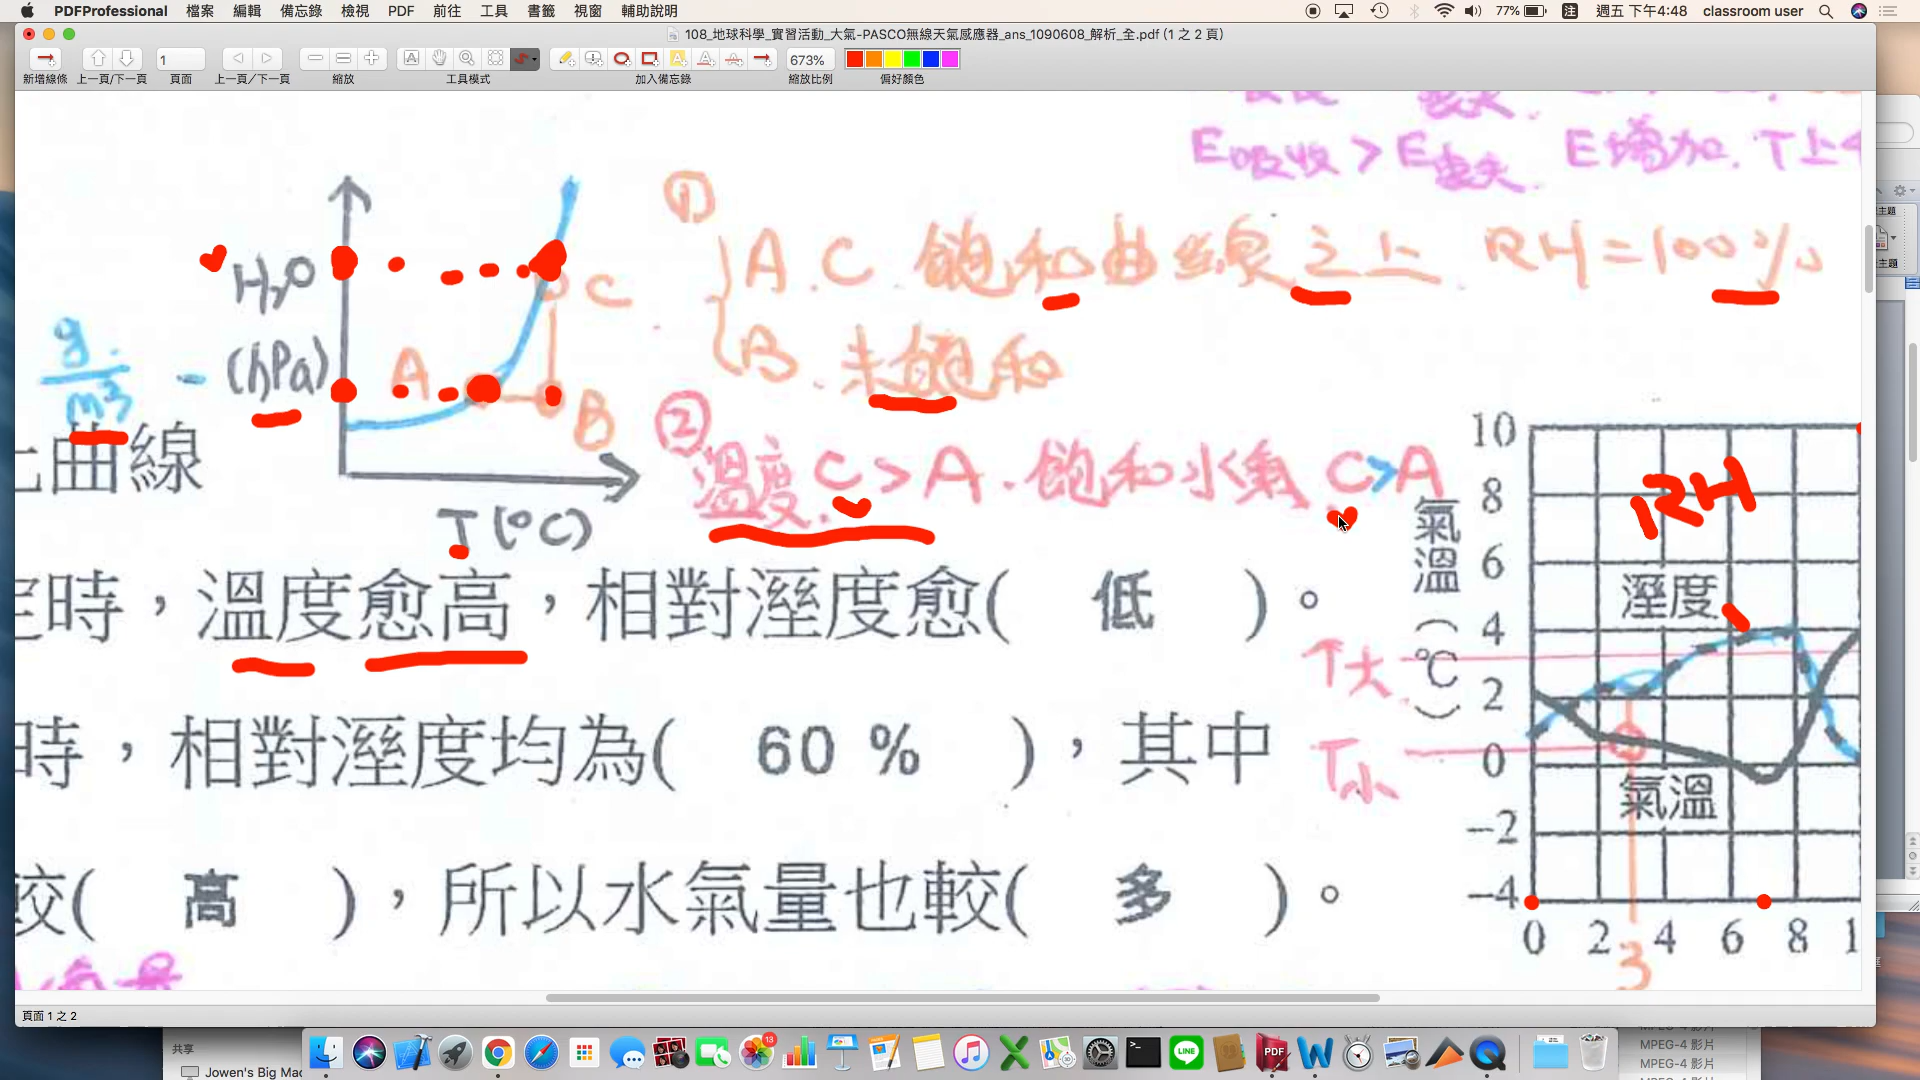 PDFProfessional 檔案 編輯 備忘錄 檢視 PDF 前往 工具 書籤 視窗 輔助說明 77% 注 週五 下午4:48 classroom user
108_地球科學_實習活動_大氣-PASCO無線天氣感應器_ans_1090608_解析_全.pdf (1 之 2 頁)
1 673%
新增線條 上一頁/下一頁 頁面 上一頁/下一頁 縮放 工具模式 加入備忘錄 縮放比例 偏好顏色
E吸收 > E喪失. E增加. T上
① A.C. 飽和曲線之上. RH=100%
B. 未飽和
H2O
(hPa)
g/m3
A
B
C
T(°C)
② 溫度. C>A. 飽和水氣 C>A
曲線
定時，溫度愈高，相對溼度愈( 低 )。
時，相對溼度均為( 60 % )，其中
較( 高 )，所以水氣量也較( 多 )。
T大
T小
氣溫(°C)
10
8
6
4
2
0
−2
−4
RH
溼度
氣溫
0 2 4 6 8 1
3
主題
主題
頁面 1 之 2
共享
Jowen's Big Mac
MPEG-4 影片
MPEG-4 影片
13
PDF
LINE